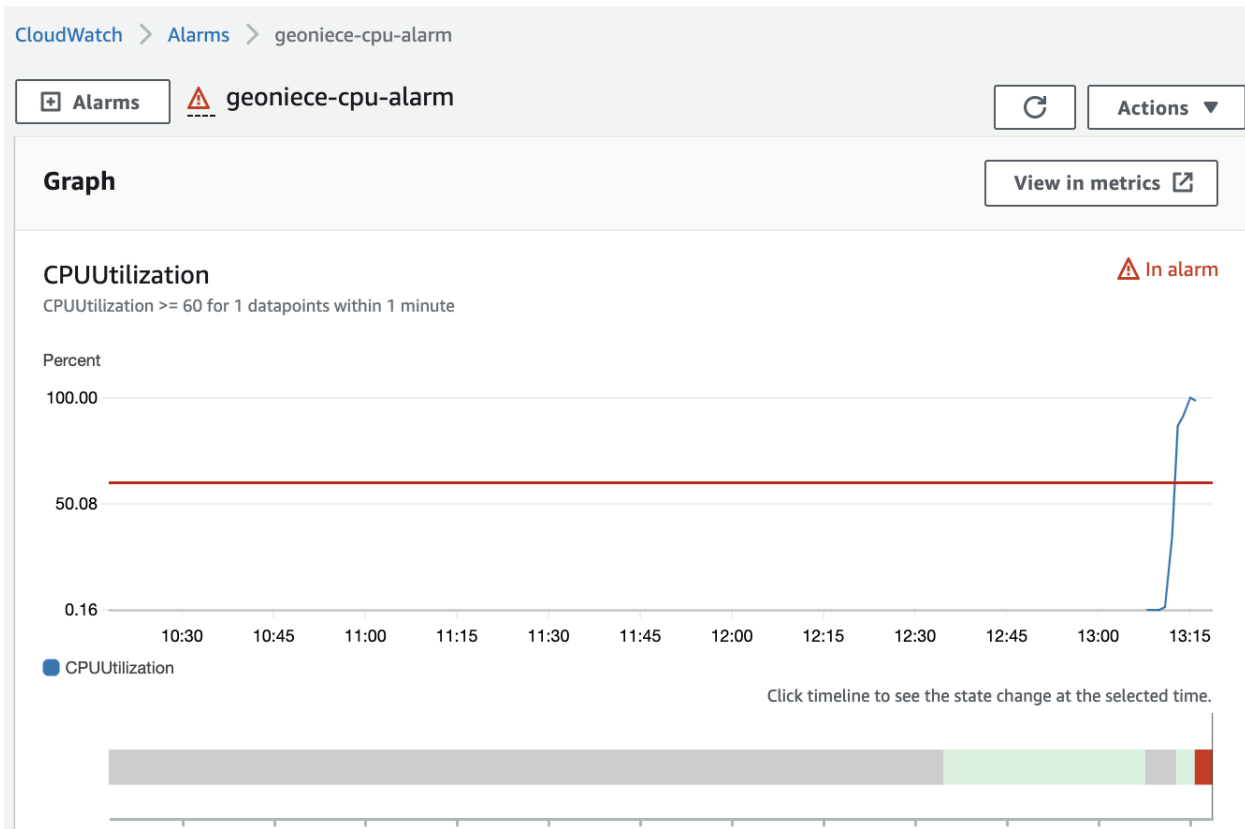 CloudWatch > Alarms > geoniece-cpu-alarm
Alarms
geoniece-cpu-alarm
Actions ▼
Graph
View in metrics
CPUUtilization
In alarm
CPUUtilization >= 60 for 1 datapoints within 1 minute
Percent
100.00
50.08
0.16
10:30 10:45 11:00 11:15 11:30 11:45 12:00 12:15 12:30 12:45 13:00 13:15
CPUUtilization
Click timeline to see the state change at the selected time.